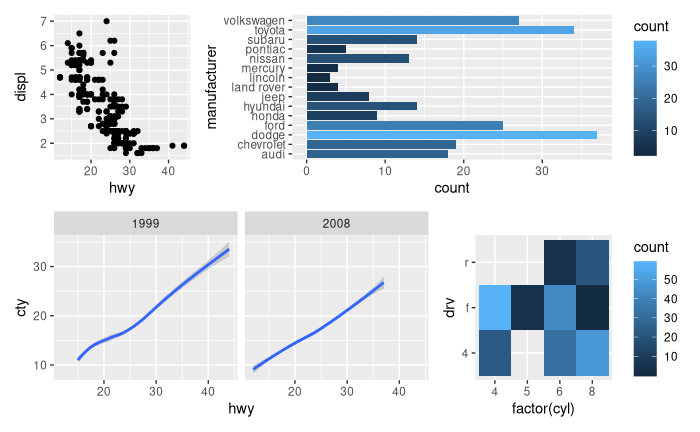 7
6
5
4
3
2
displ
20
30
40
hwy
manufacturer
volkswagen
toyota
subaru
pontiac
nissan
mercury
lincoln
land rover
jeep
hyundai
honda
ford
dodge
chevrolet
audi
0
10
20
30
count
count
30
20
10
1999
2008
cty
30
20
10
20
30
40
20
30
40
hwy
drv
r
f
4
4
5
6
8
factor(cyl)
count
50
40
30
20
10